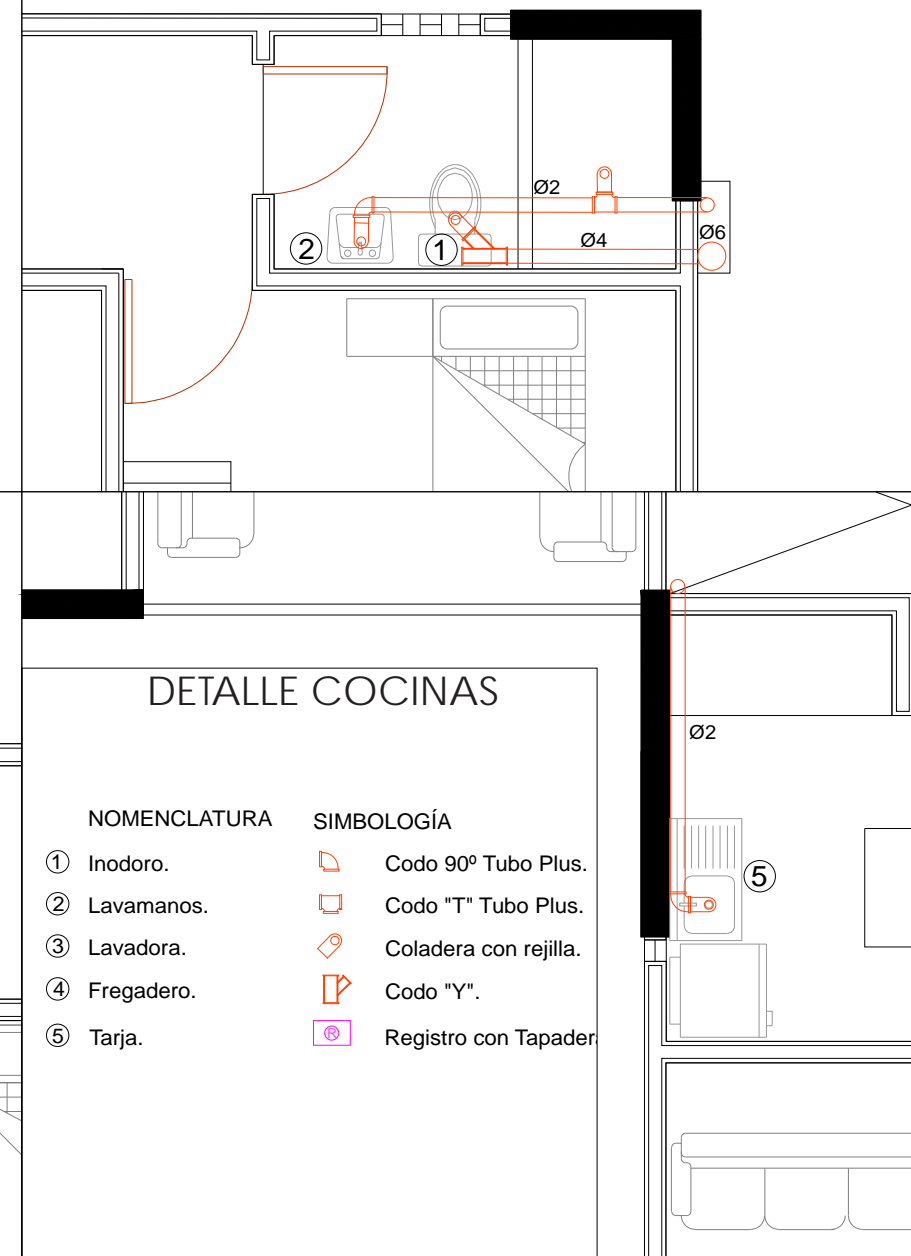 Ø2
② ① Ø4 Ø6
DETALLE COCINAS
Ø2
⑤
NOMENCLATURA
① Inodoro.
② Lavamanos.
③ Lavadora.
④ Fregadero.
⑤ Tarja.
SIMBOLOGÍA
Codo 90º Tubo Plus.
Codo "T" Tubo Plus.
Coladera con rejilla.
Codo "Y".
® Registro con Tapader